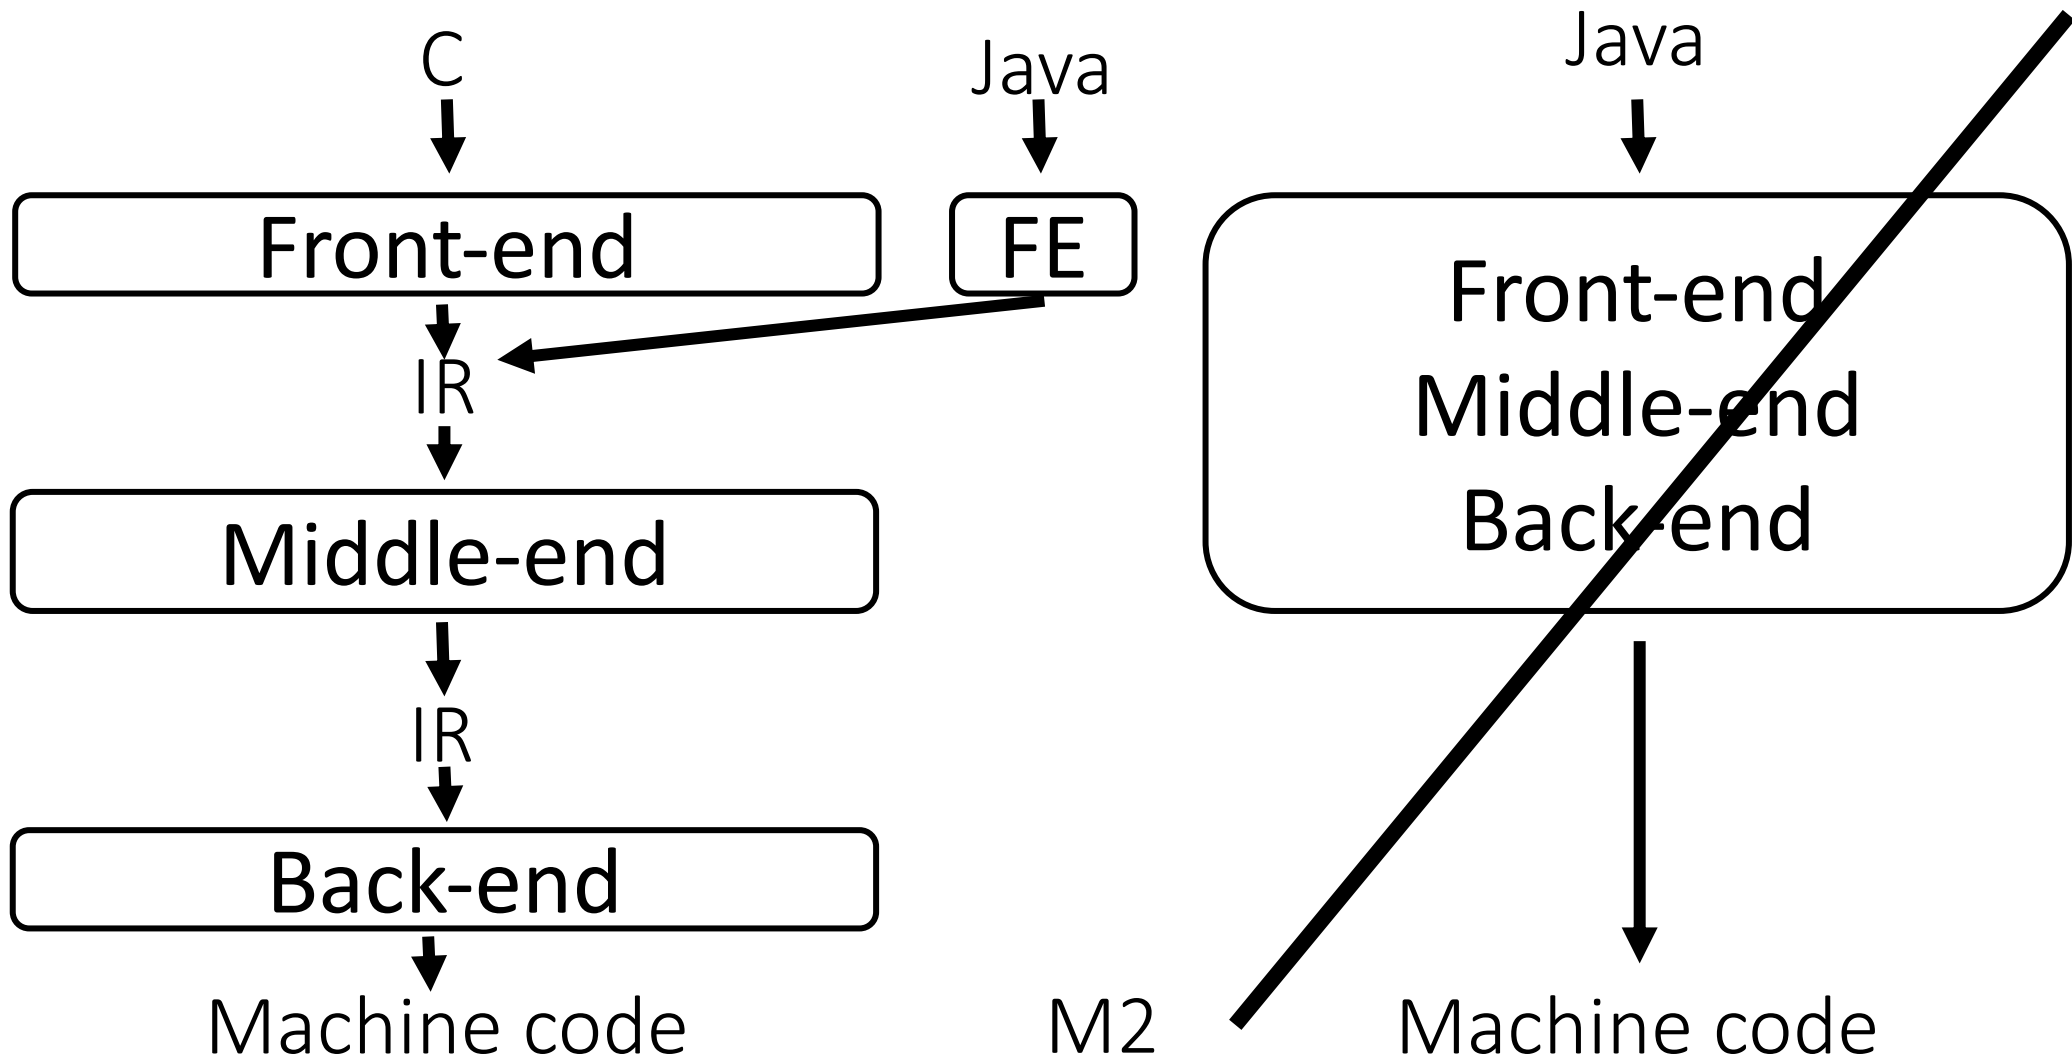 C
Java
Java
Front-end
FE
Front-end
Middle-end
Back-end
IR
Middle-end
IR
Back-end
Machine code
M2
Machine code